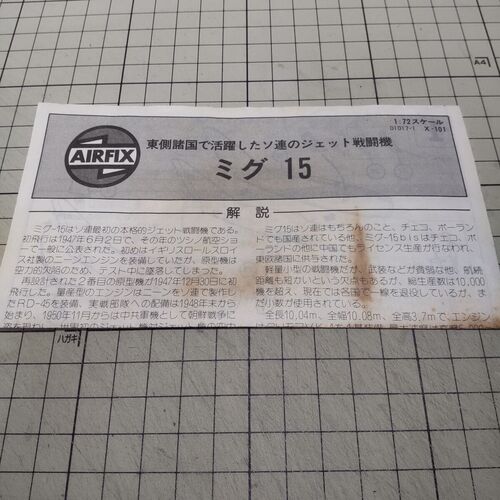 A4
1:72スケール
01017-1 X-101
AIRFIX
東側諸国で活躍したソ連のジェット戦闘機
ミグ 15
解説
ミグ-15はソ連最初の本格的ジェット戦闘機である。
初飛行は1947年6月2日で、その年のツシノ航空ショ
ーで一般に公表された。初めはイギリスロールスロイ
ス社製のニーンエンジンを装備していたが、原型機は
空力的欠陥のため、テスト中に墜落してしまった。
再設計された2番目の原型機が1947年12月30日に初
飛行した。量産型のエンジンはニーンをソ連で製作し
たRD-45を装備、実戦部隊への配備は1948年末から
始まり、1950年11月からは中共軍機として朝鮮戦争に
ミグ15はソ連はもちろんのこと、チェコ、ポーラン
ドでも国産されている他、ミグ-15bisはチェコ、ポ
ーランドの他に中国でもライセンス生産が行なわれ、
東欧諸国に供与された。
軽量小型の戦闘機だが、武装などが貧弱な他、航続
距離も短かいという欠点もあるが、総生産数は10,000
機を超え、現在では各国で一線を退役しているが、ま
だ少数が使用されている。
全長10.04m、全幅10.08m、全高3.7mで、エンジン
ハガキ